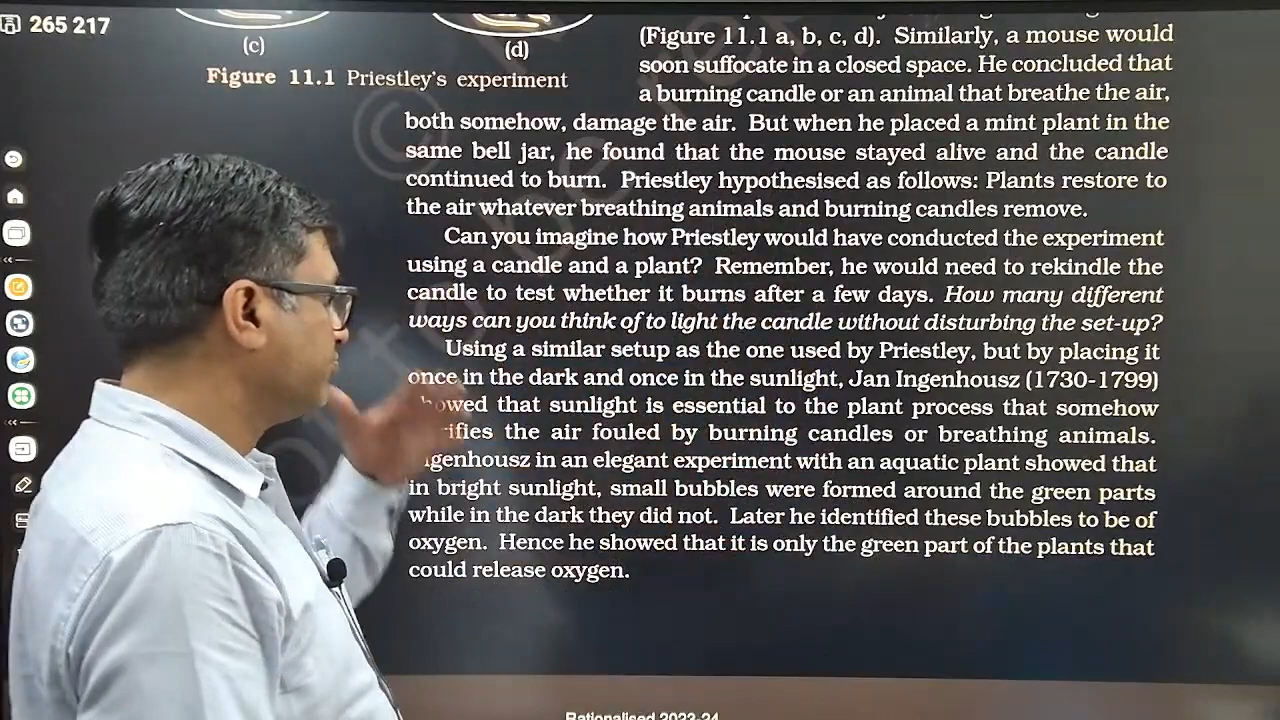 265 217
(c)
(d)
Figure 11.1 Priestley's experiment
(Figure 11.1 a, b, c, d). Similarly, a mouse would
soon suffocate in a closed space. He concluded that
a burning candle or an animal that breathe the air,
both somehow, damage the air. But when he placed a mint plant in the
same bell jar, he found that the mouse stayed alive and the candle
continued to burn. Priestley hypothesised as follows: Plants restore to
the air whatever breathing animals and burning candles remove.
Can you imagine how Priestley would have conducted the experiment
using a candle and a plant? Remember, he would need to rekindle the
candle to test whether it burns after a few days. How many different
ways can you think of to light the candle without disturbing the set-up?
Using a similar setup as the one used by Priestley, but by placing it
once in the dark and once in the sunlight, Jan Ingenhousz (1730-1799)
howed that sunlight is essential to the plant process that somehow
rifies the air fouled by burning candles or breathing animals.
genhousz in an elegant experiment with an aquatic plant showed that
in bright sunlight, small bubbles were formed around the green parts
while in the dark they did not. Later he identified these bubbles to be of
oxygen. Hence he showed that it is only the green part of the plants that
could release oxygen.
Rationalised 2023-24